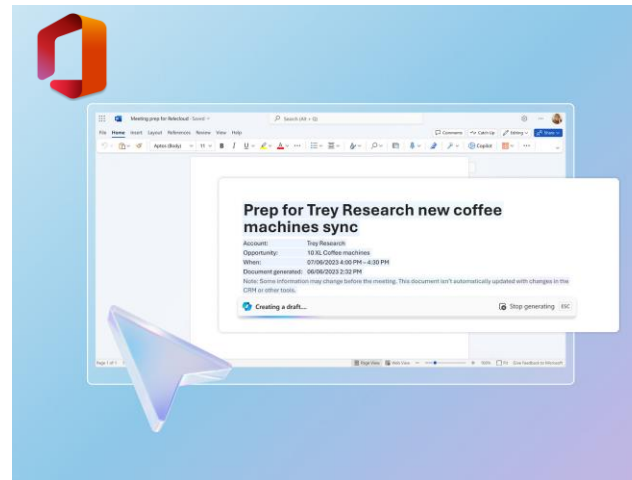 Meeting prep for Relecloud · Saved
Search (Alt + Q)
File Home Insert Layout References Review View Help
Comments Catch Up Editing Share
Aptos (Body) 11 B I U A Copilot
Prep for Trey Research new coffee
machines sync
Account: Trey Research
Opportunity: 10 XL Coffee machines
When: 07/06/2023 4:00 PM – 4:30 PM
Document generated: 06/06/2023 2:32 PM
Note: Some information may change before the meeting. This document isn't automatically updated with changes in the
CRM or other tools.
Creating a draft... Stop generating ESC
Page 1 of 1 Page View 100% Fit Give Feedback to Microsoft